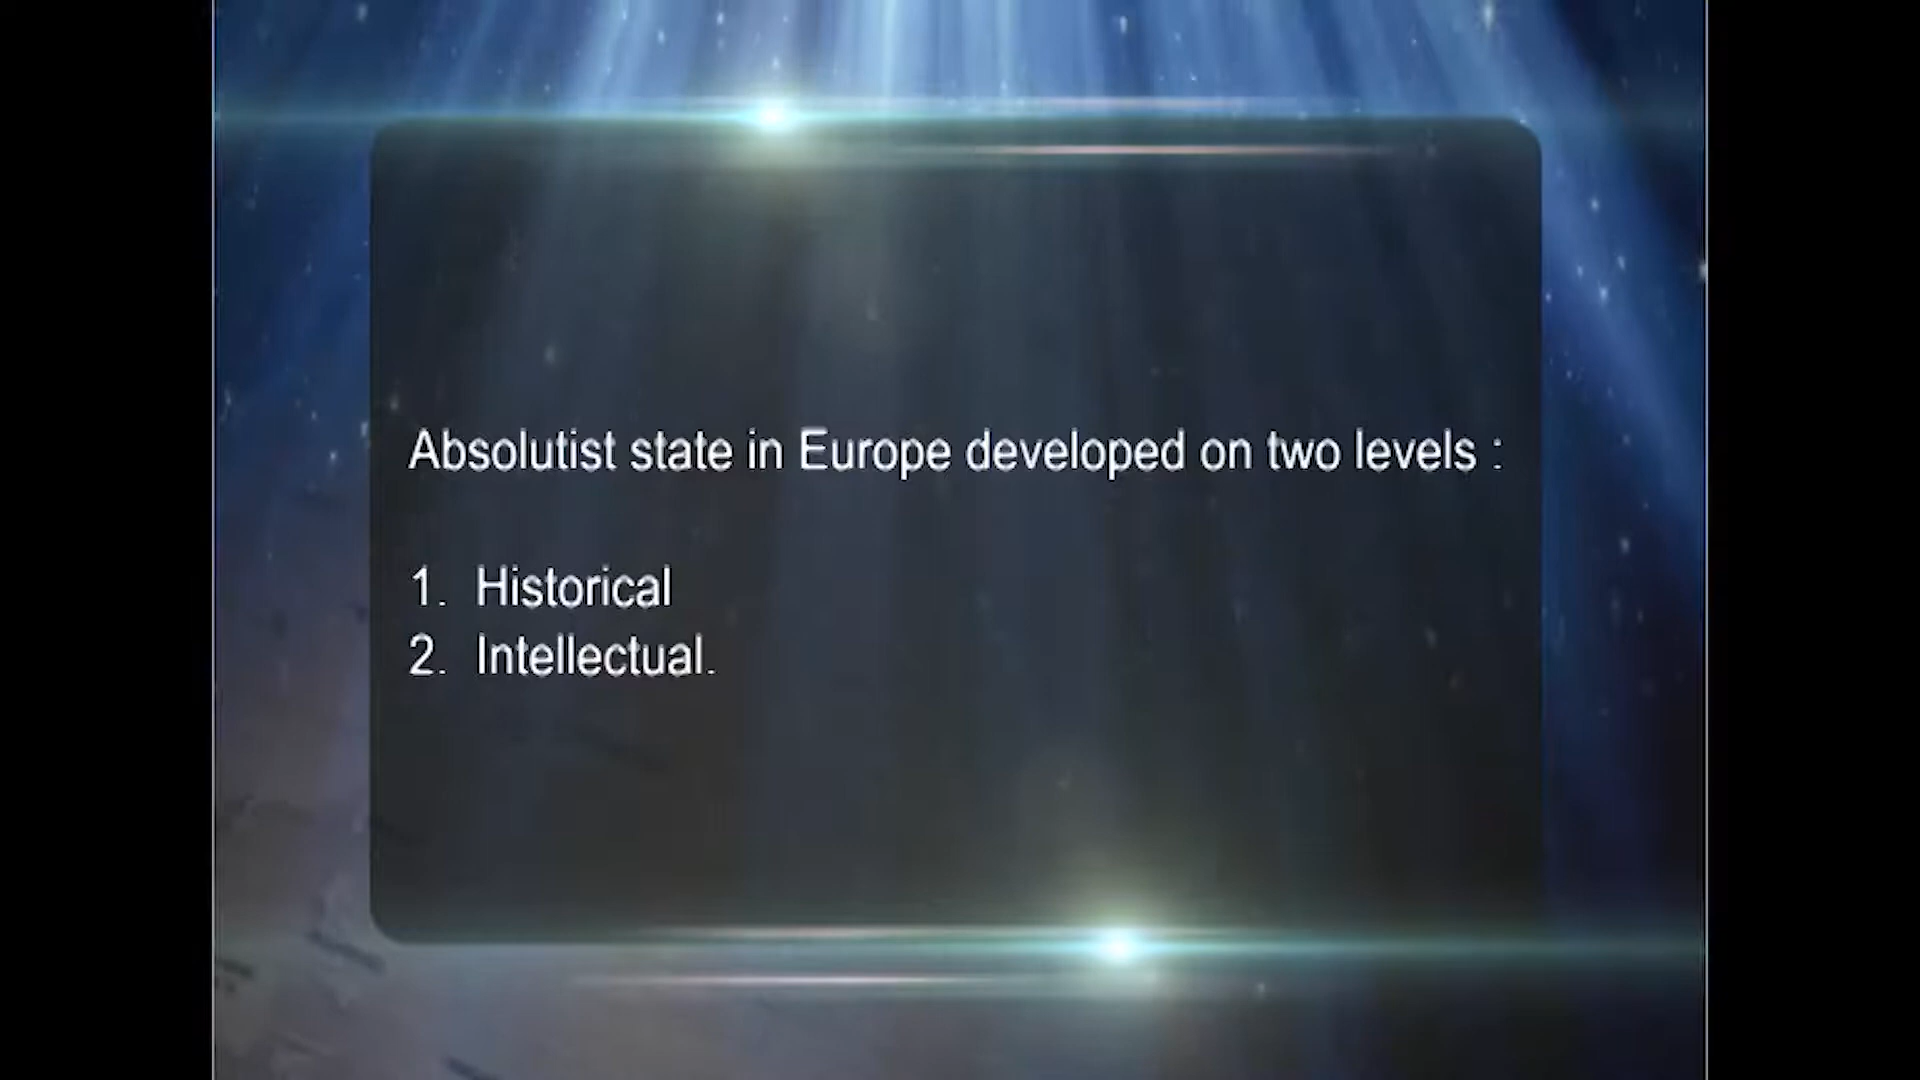 Absolutist state in Europe developed on two levels :
1. Historical
2. Intellectual.